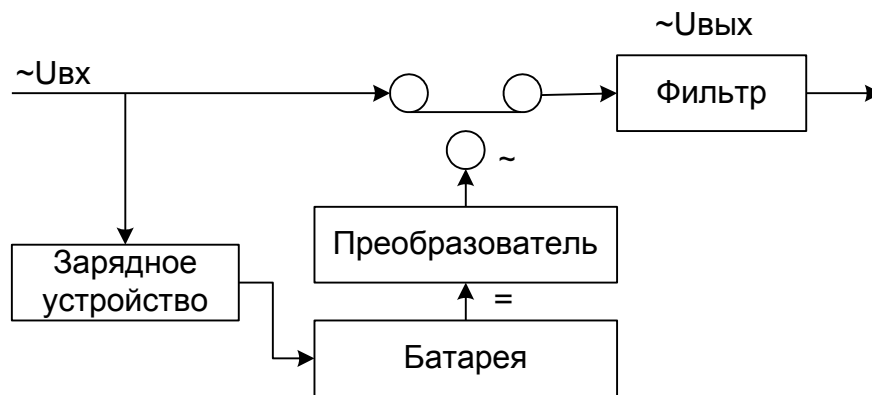 ~Uвых
~Uвх
Фильтр
~
Преобразователь
Зарядное
устройство
=
Батарея